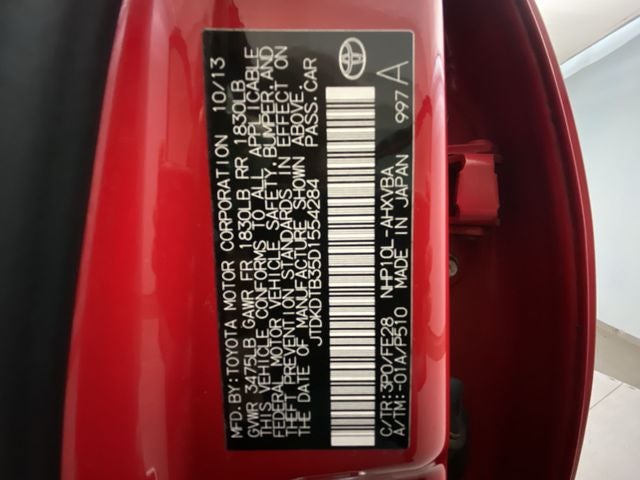 MFD.BY: TOYOTA MOTOR CORPORATION 10/13
GVWR 3475LB GAWR FR 1830LB RR 1830LB
THIS VEHICLE CONFORMS TO ALL APPLICABLE
FEDERAL MOTOR VEHICLE SAFETY, BUMPER, AND
THEFT PREVENTION STANDARDS IN EFFECT ON
THE DATE OF MANUFACTURE SHOWN ABOVE.
JTDKDTB35D1554284 PASS.CAR
C/TR:3P0/FE28 NHP10L-AHXVBA
A/TM:-01A/P510 MADE IN JAPAN 997 A